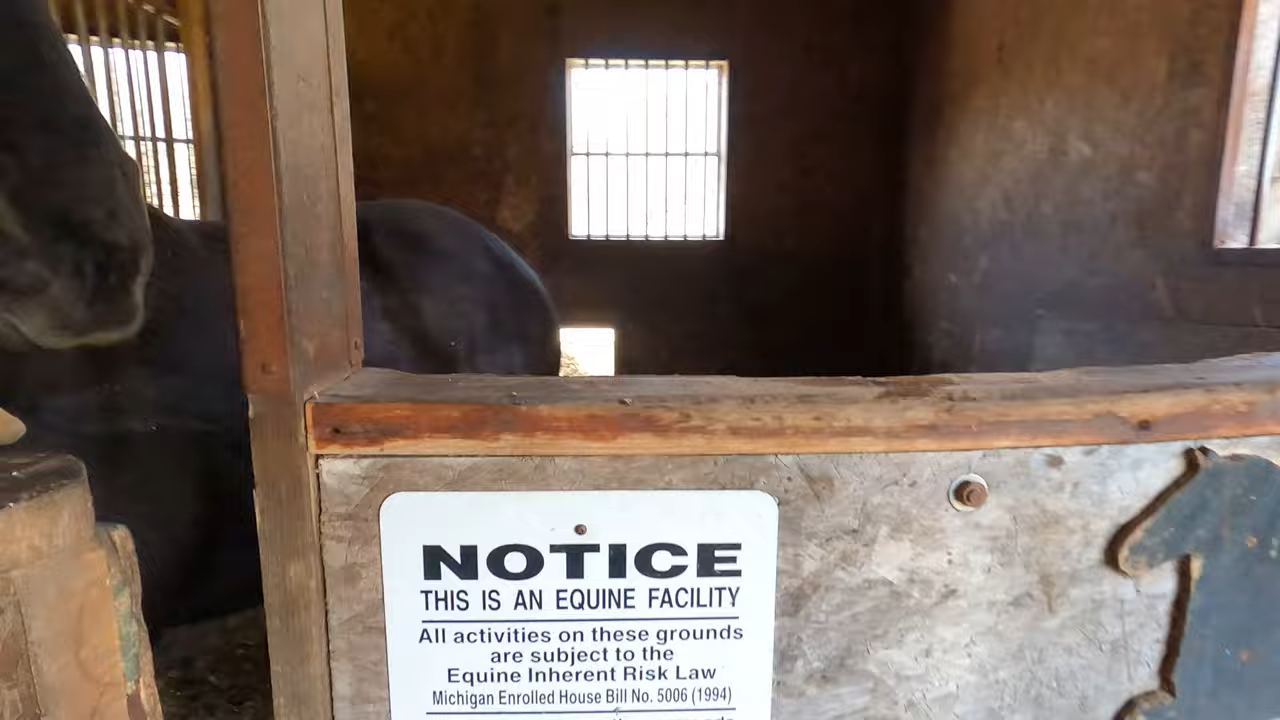 NOTICE
THIS IS AN EQUINE FACILITY
All activities on these grounds
are subject to the
Equine Inherent Risk Law
Michigan Enrolled House Bill No. 5006 (1994)